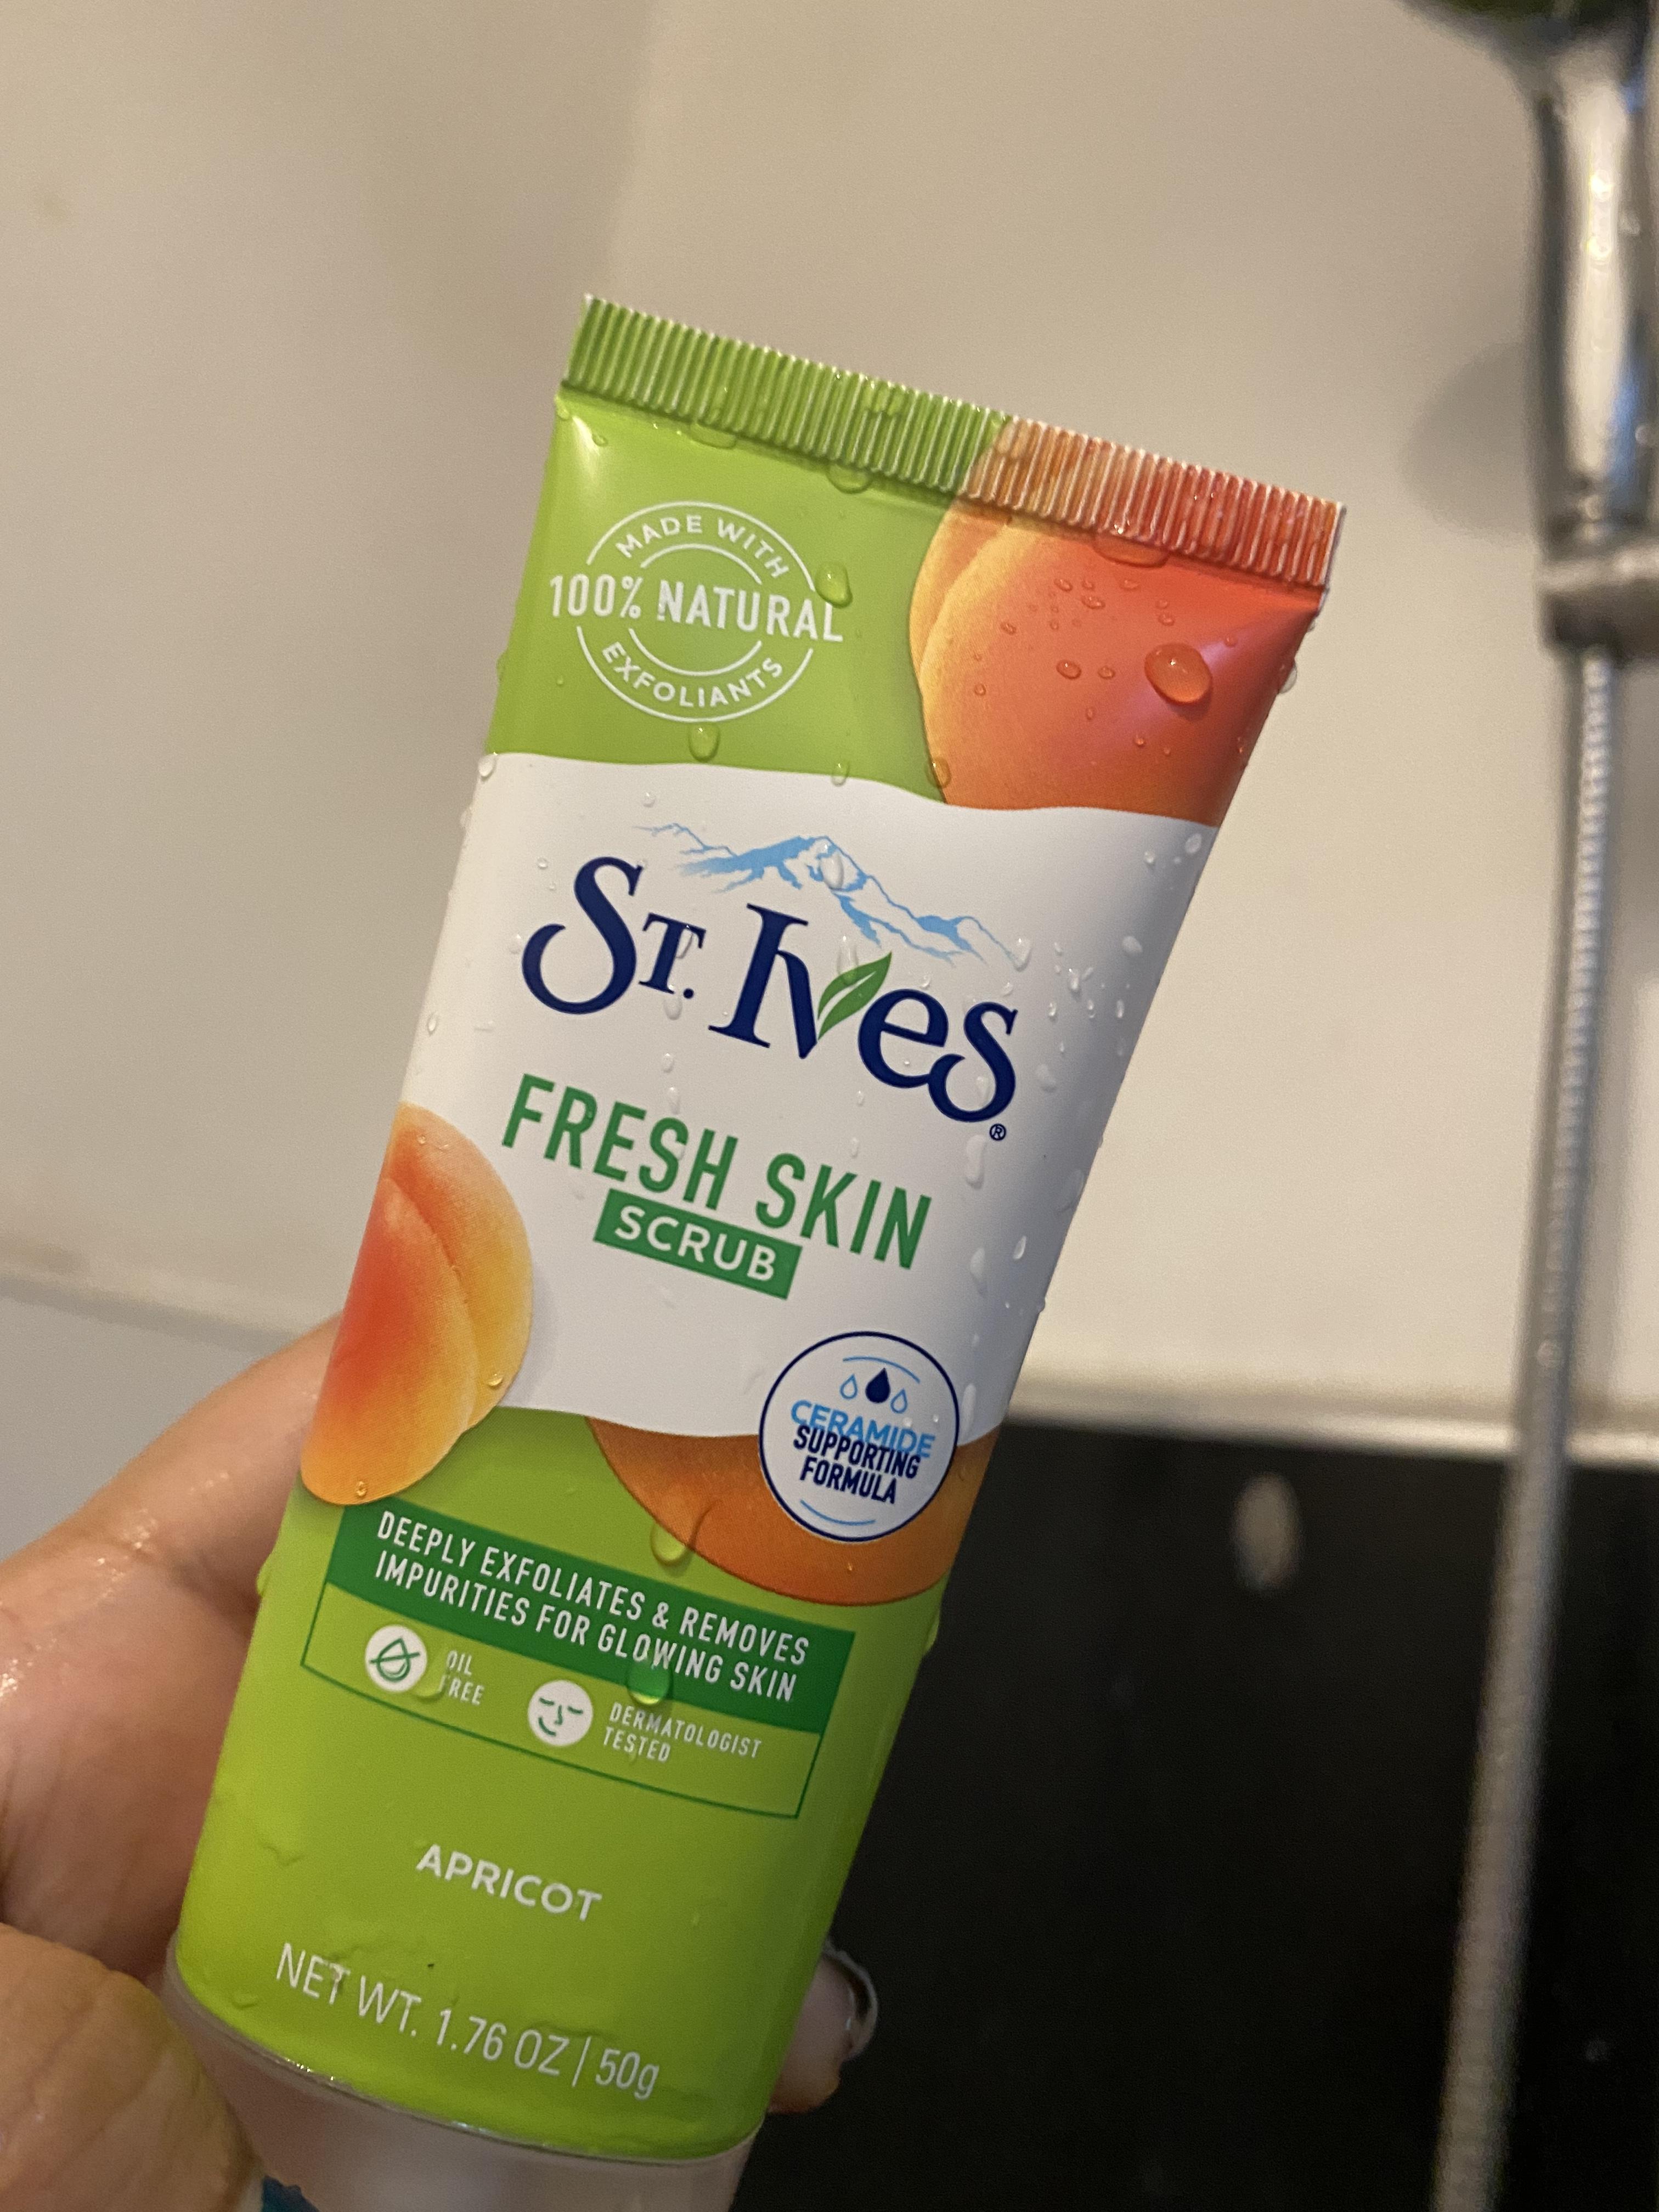 MADE WITH
100% NATURAL
EXFOLIANTS
ST. IVES®
FRESH SKIN
SCRUB
CERAMIDE
SUPPORTING
FORMULA
DEEPLY EXFOLIATES & REMOVES
IMPURITIES FOR GLOWING SKIN
OIL
FREE
DERMATOLOGIST
TESTED
APRICOT
NET WT. 1.76 OZ | 50g